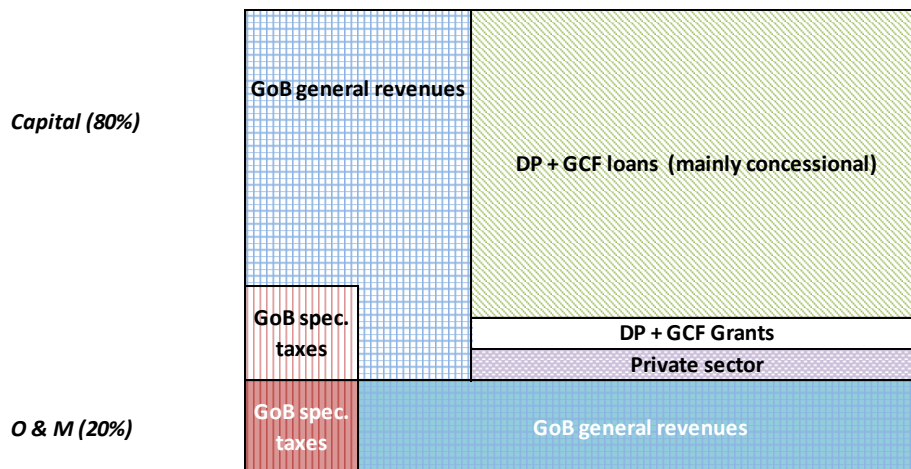 GoB general revenues
Capital (80%)
DP + GCF loans (mainly concessional)
GoB spec.
taxes
DP + GCF Grants
Private sector
GoB spec.
taxes
O & M (20%)
GoB general revenues